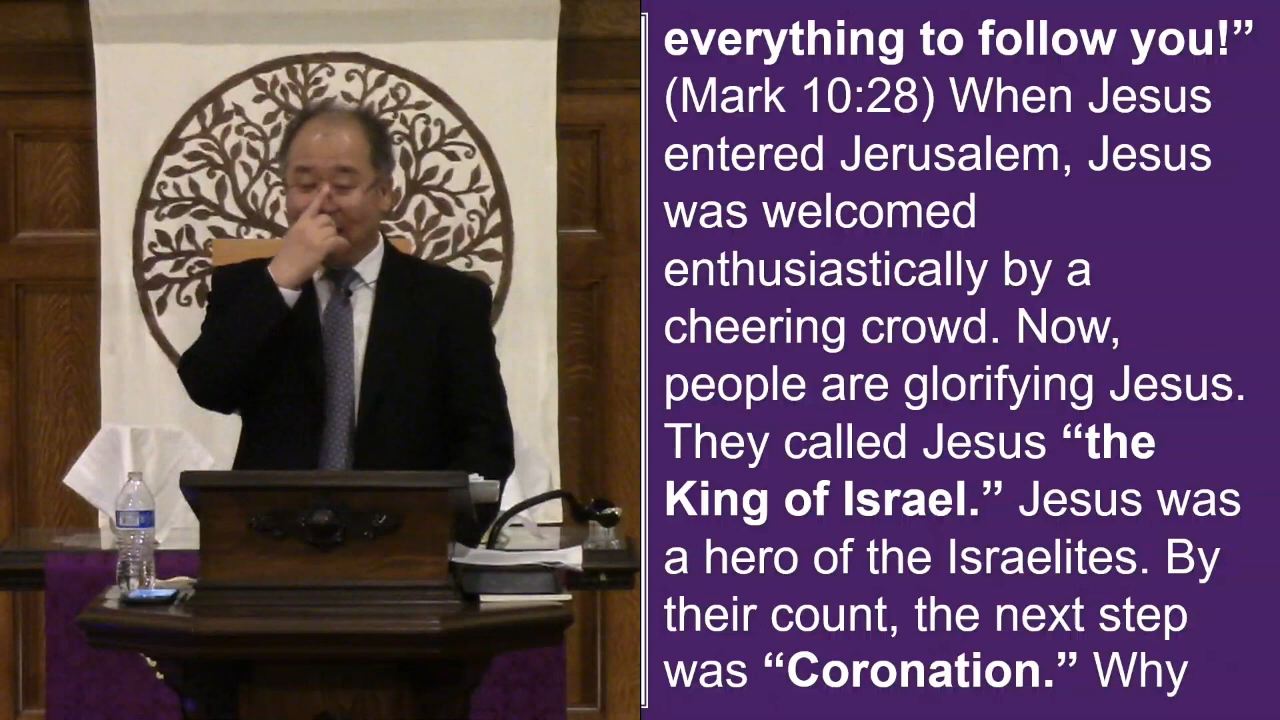 everything to follow you!”
(Mark 10:28) When Jesus
entered Jerusalem, Jesus
was welcomed
enthusiastically by a
cheering crowd. Now,
people are glorifying Jesus.
They called Jesus “the
King of Israel.” Jesus was
a hero of the Israelites. By
their count, the next step
was “Coronation.” Why